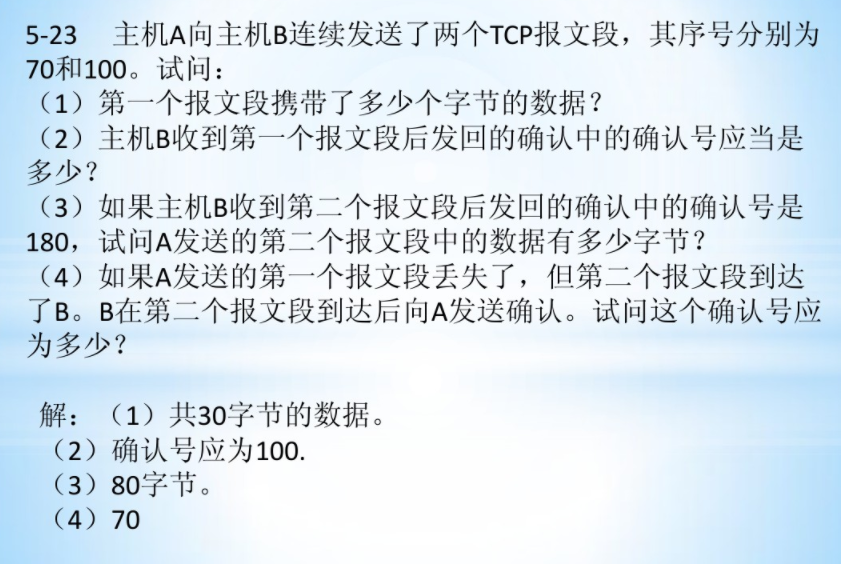 5-23 主机A向主机B连续发送了两个TCP报文段，其序号分别为
70和100。试问：
（1）第一个报文段携带了多少个字节的数据？
（2）主机B收到第一个报文段后发回的确认中的确认号应当是
多少？
（3）如果主机B收到第二个报文段后发回的确认中的确认号是
180，试问A发送的第二个报文段中的数据有多少字节？
（4）如果A发送的第一个报文段丢失了，但第二个报文段到达
了B。B在第二个报文段到达后向A发送确认。试问这个确认号应
为多少？
解：（1）共30字节的数据。
（2）确认号应为100.
（3）80字节。
（4）70